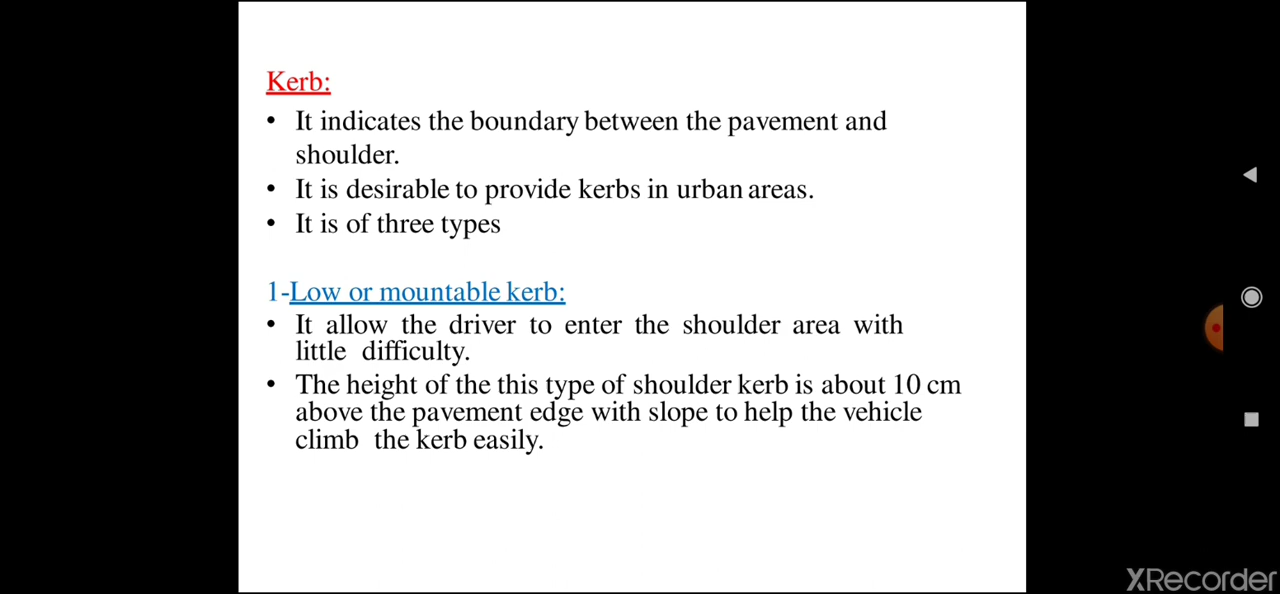 Kerb:
• It indicates the boundary between the pavement and
shoulder.
• It is desirable to provide kerbs in urban areas.
• It is of three types
1-Low or mountable kerb:
• It allow the driver to enter the shoulder area with
little difficulty.
• The height of the this type of shoulder kerb is about 10 cm
above the pavement edge with slope to help the vehicle
climb the kerb easily.
XRecorder